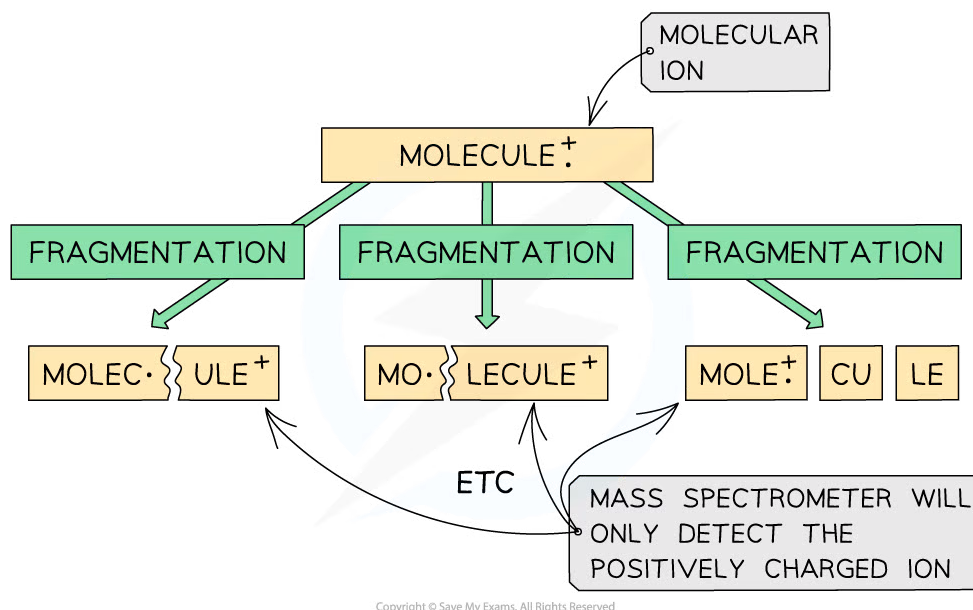 MOLECULAR
ION
MOLECULE⁺.
FRAGMENTATION
FRAGMENTATION
FRAGMENTATION
MOLEC· ULE⁺
MO· LECULE⁺
MOLE⁺. CU LE
ETC
MASS SPECTROMETER WILL
ONLY DETECT THE
POSITIVELY CHARGED ION
Copyright © Save My Exams. All Rights Reserved